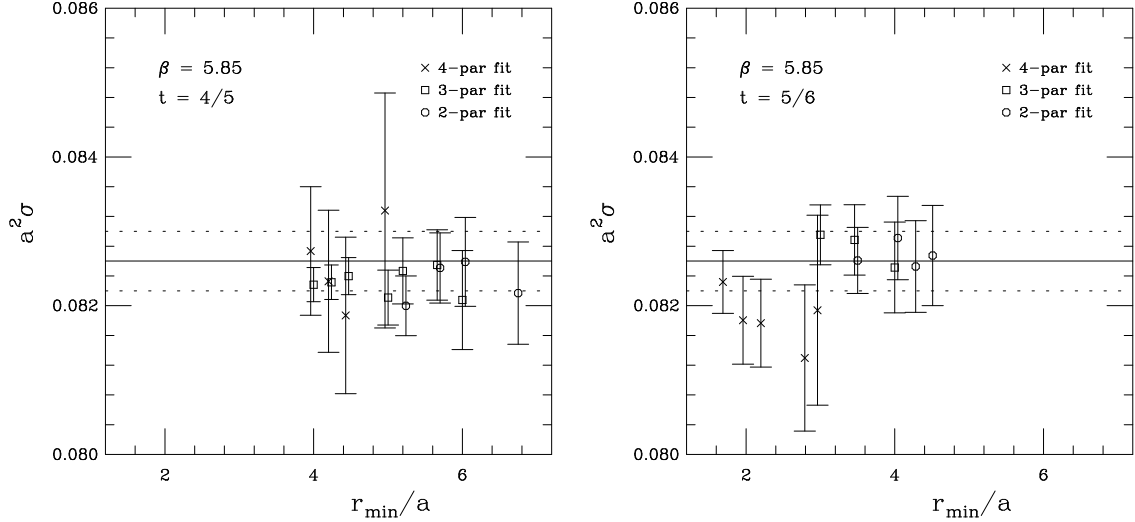 0.086
β = 5.85
t = 4/5
4-par fit
3-par fit
2-par fit
0.084
a²σ
0.082
0.080
2
4
6
r_min/a
0.086
β = 5.85
t = 5/6
4-par fit
3-par fit
2-par fit
0.084
a²σ
0.082
0.080
2
4
6
r_min/a